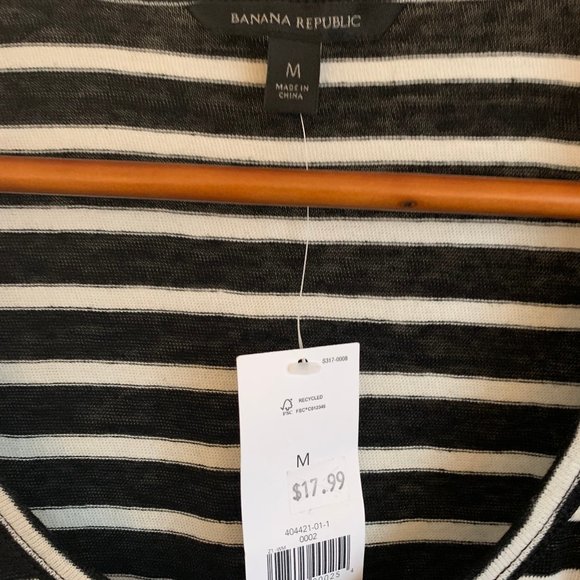 BANANA REPUBLIC
M
MADE IN
CHINA
S317-0008
RECYCLED
FSC
M
$17.99
404421-01-1
0002